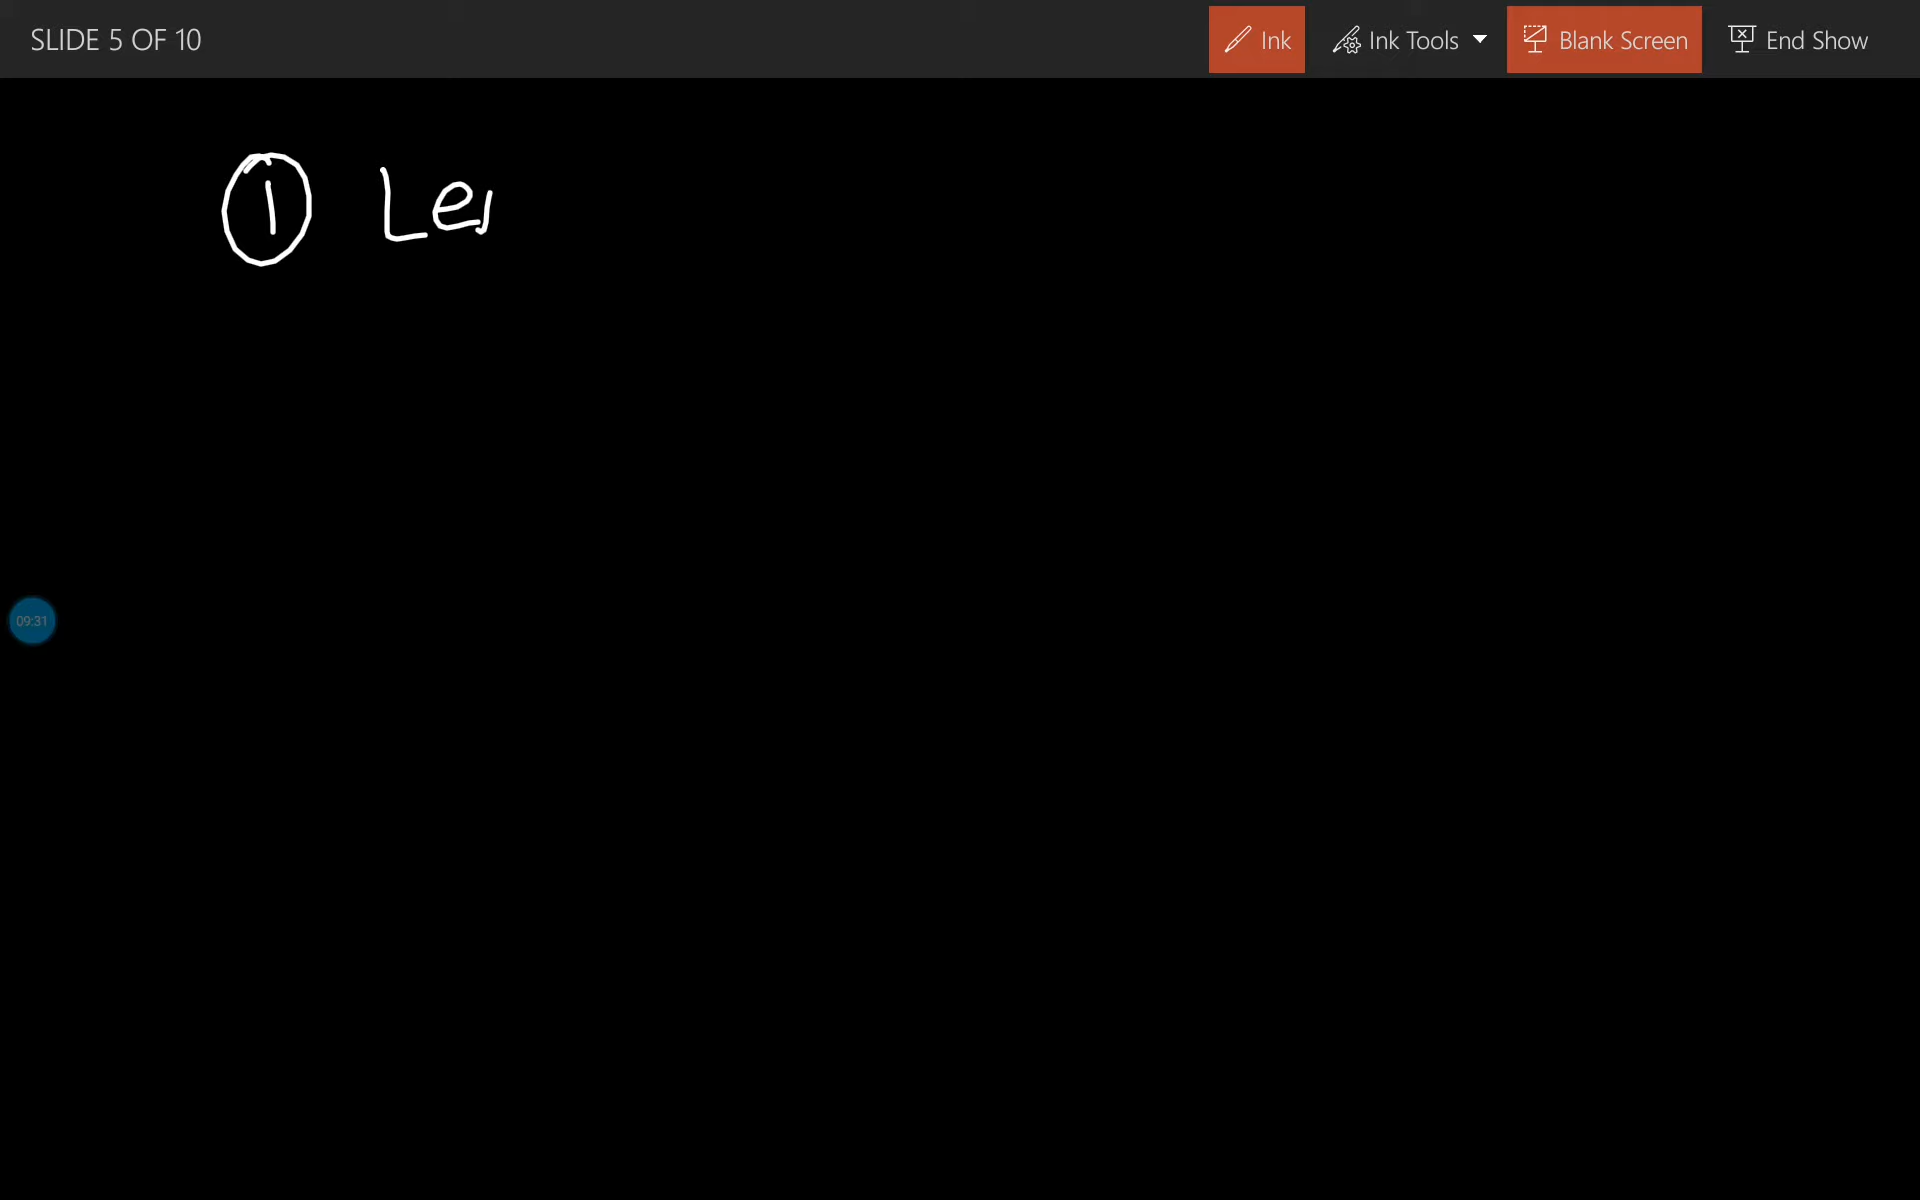 SLIDE 5 OF 10 Ink Ink Tools Blank Screen End Show
① Le
09:31